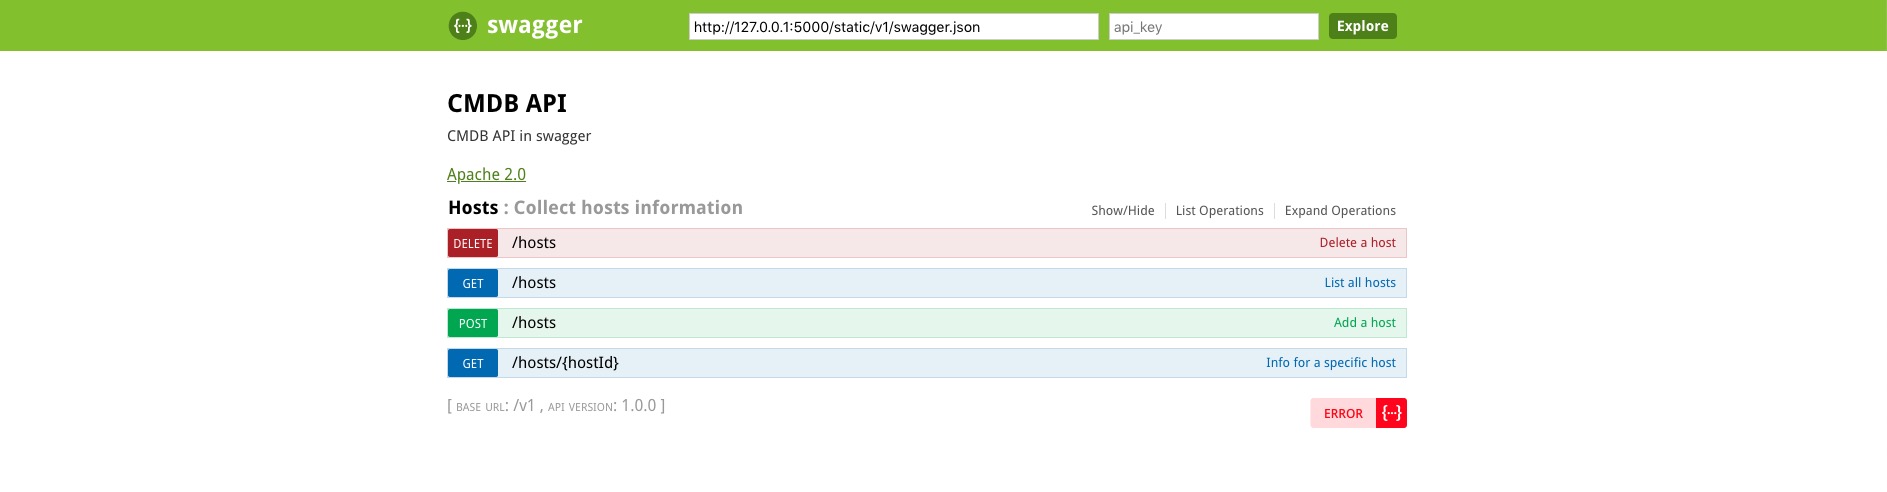 {···} swagger http://127.0.0.1:5000/static/v1/swagger.json api_key Explore
CMDB API
CMDB API in swagger
Apache 2.0
Hosts : Collect hosts information Show/Hide List Operations Expand Operations
DELETE /hosts Delete a host
GET /hosts List all hosts
POST /hosts Add a host
GET /hosts/{hostId} Info for a specific host
[ BASE URL: /v1 , API VERSION: 1.0.0 ] ERROR {···}